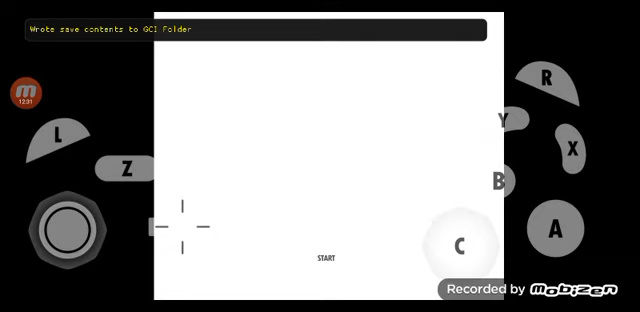 Wrote save contents to GCI Folder
12:31
R
L
Y
X
Z
B
A
C
START
Recorded by Mobizen